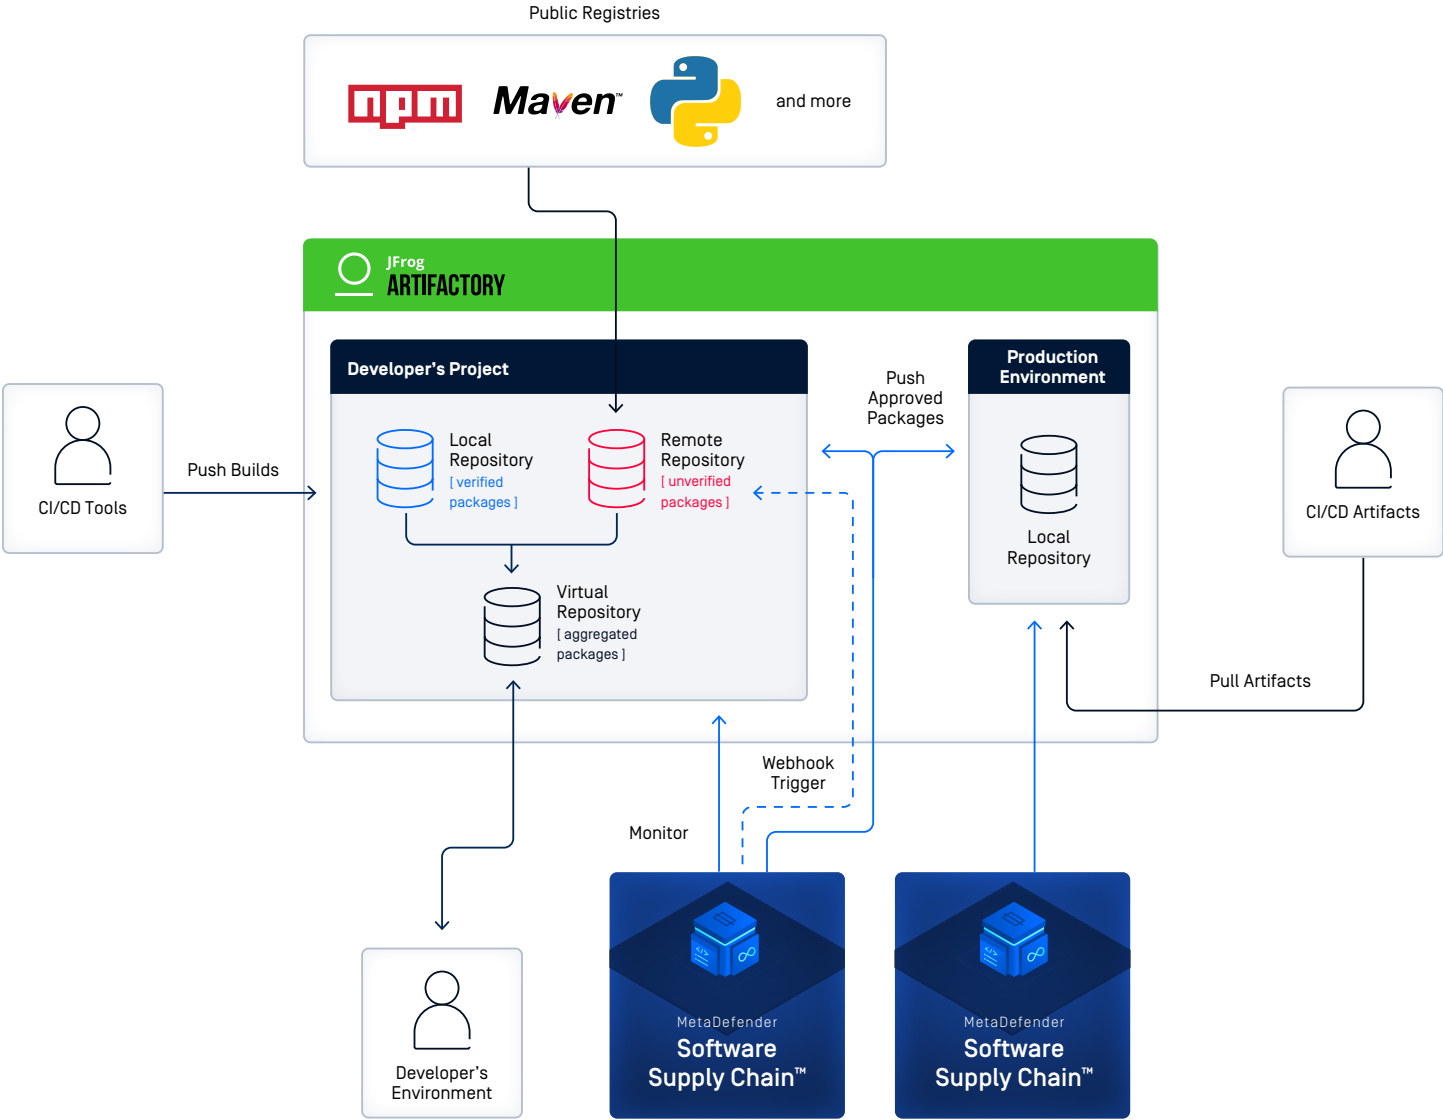 Public Registries
npm
Maven™
and more
JFrog
ARTIFACTORY
Developer's Project
Production
Environment
Push
Approved
Packages
Local
Repository
[ verified
packages ]
Remote
Repository
[ unverified
packages ]
Push Builds
CI/CD Tools
CI/CD Artifacts
Local
Repository
Virtual
Repository
[ aggregated
packages ]
Pull Artifacts
Webhook
Trigger
Monitor
Developer's
Environment
MetaDefender
Software
Supply Chain™
MetaDefender
Software
Supply Chain™